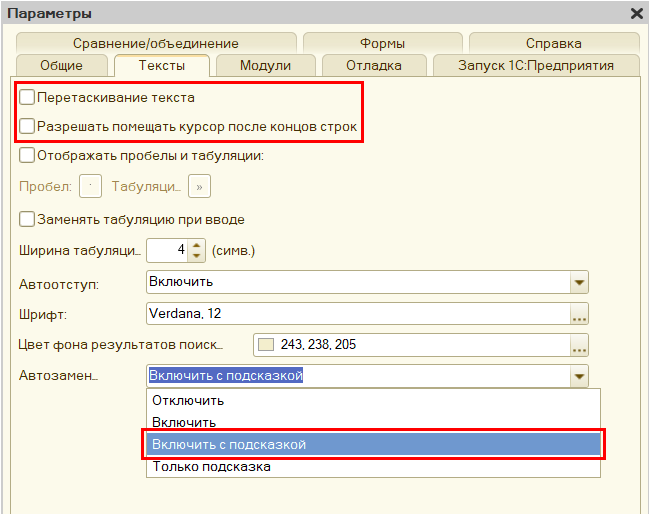 Параметры
Сравнение/объединение Формы Справка
Общие Тексты Модули Отладка Запуск 1С:Предприятия
Перетаскивание текста
Разрешать помещать курсор после концов строк
Отображать пробелы и табуляции:
Пробел: · Табуляци... »
Заменять табуляцию при вводе
Ширина табуляци... 4 (симв.)
Автоотступ: Включить
Шрифт: Verdana, 12 ...
Цвет фона результатов поиск... 243, 238, 205 ...
Автозамен... Включить с подсказкой
Отключить
Включить
Включить с подсказкой
Только подсказка